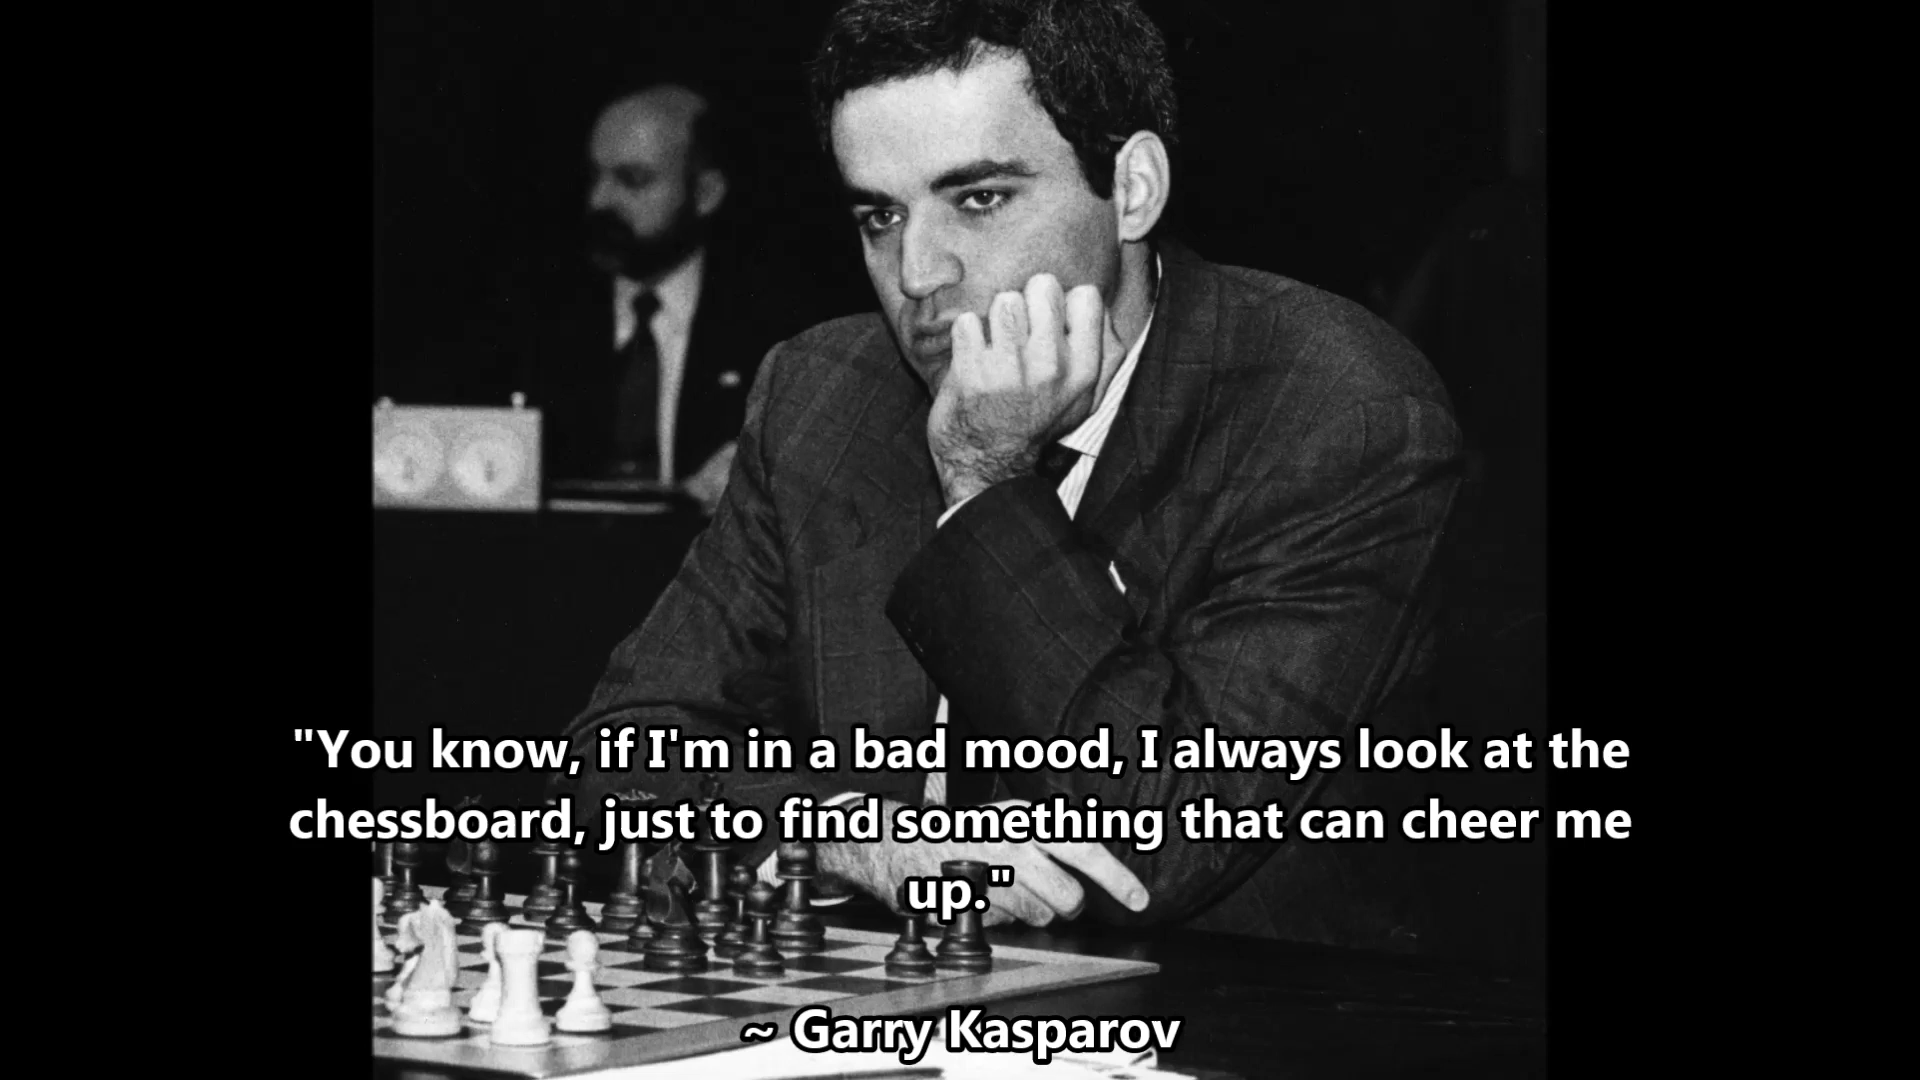 "You know, if I'm in a bad mood, I always look at the
chessboard, just to find something that can cheer me
up."
~ Garry Kasparov